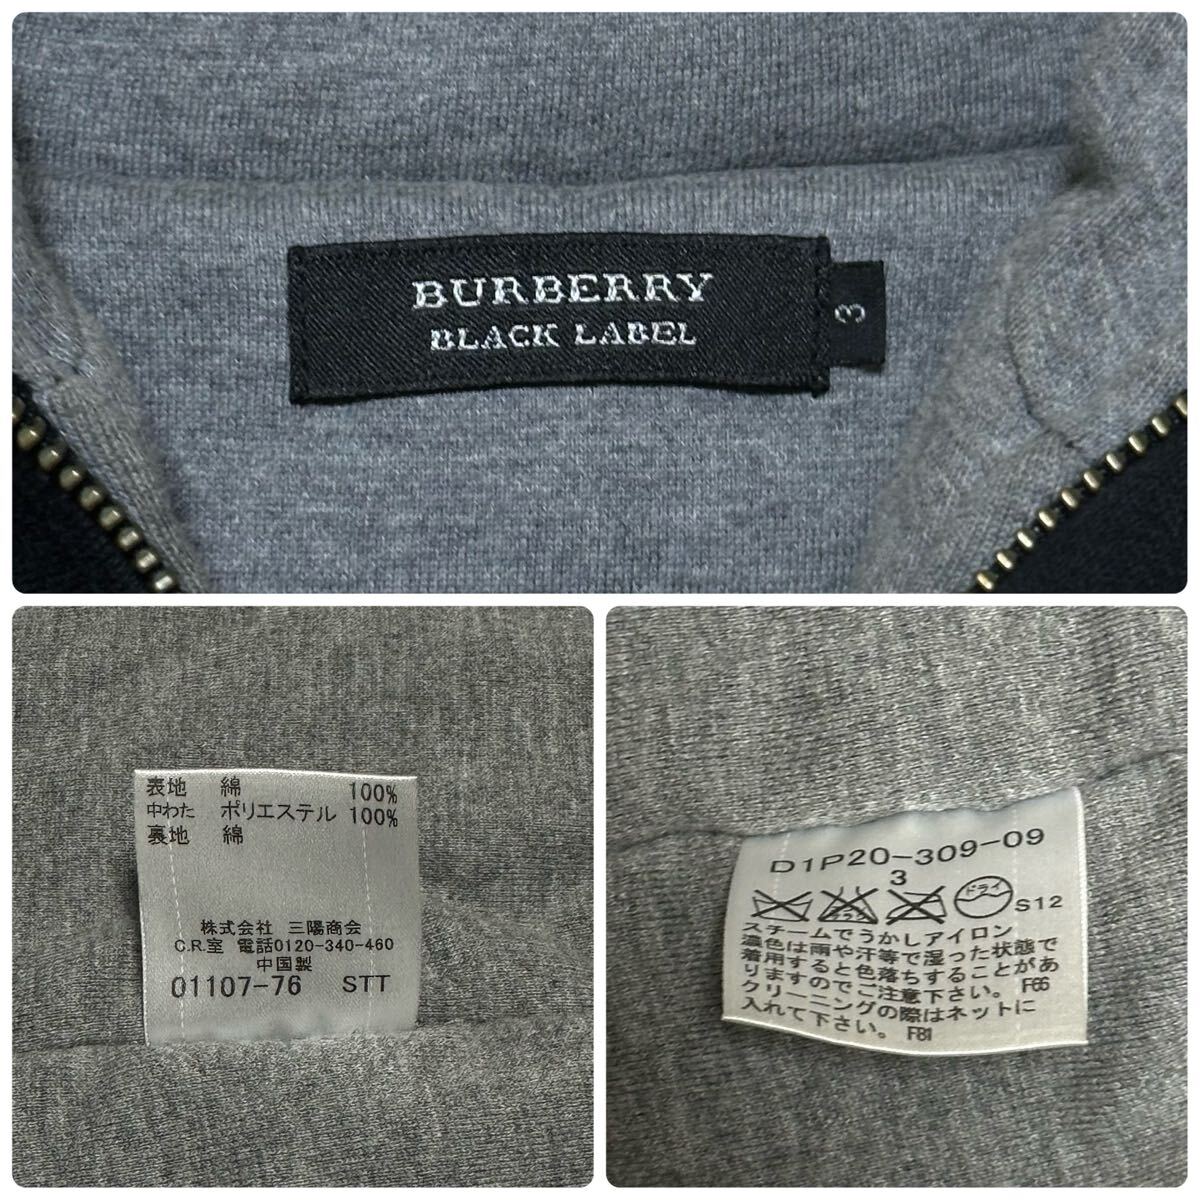 BURBERRY
BLACK LABEL
3
表地 綿 100%
中わた ポリエステル 100%
裏地 綿
株式会社 三陽商会
C.R.室 電話0120-340-460
中国製
01107-76 STT
D1P20-309-09
3
ドライ
S12
スチームでうかしアイロン
濃色は雨や汗等で湿った状態で
着用すると色落ちすることがあ
りますのでご注意下さい。 F66
クリーニングの際はネットに
入れて下さい。 F81